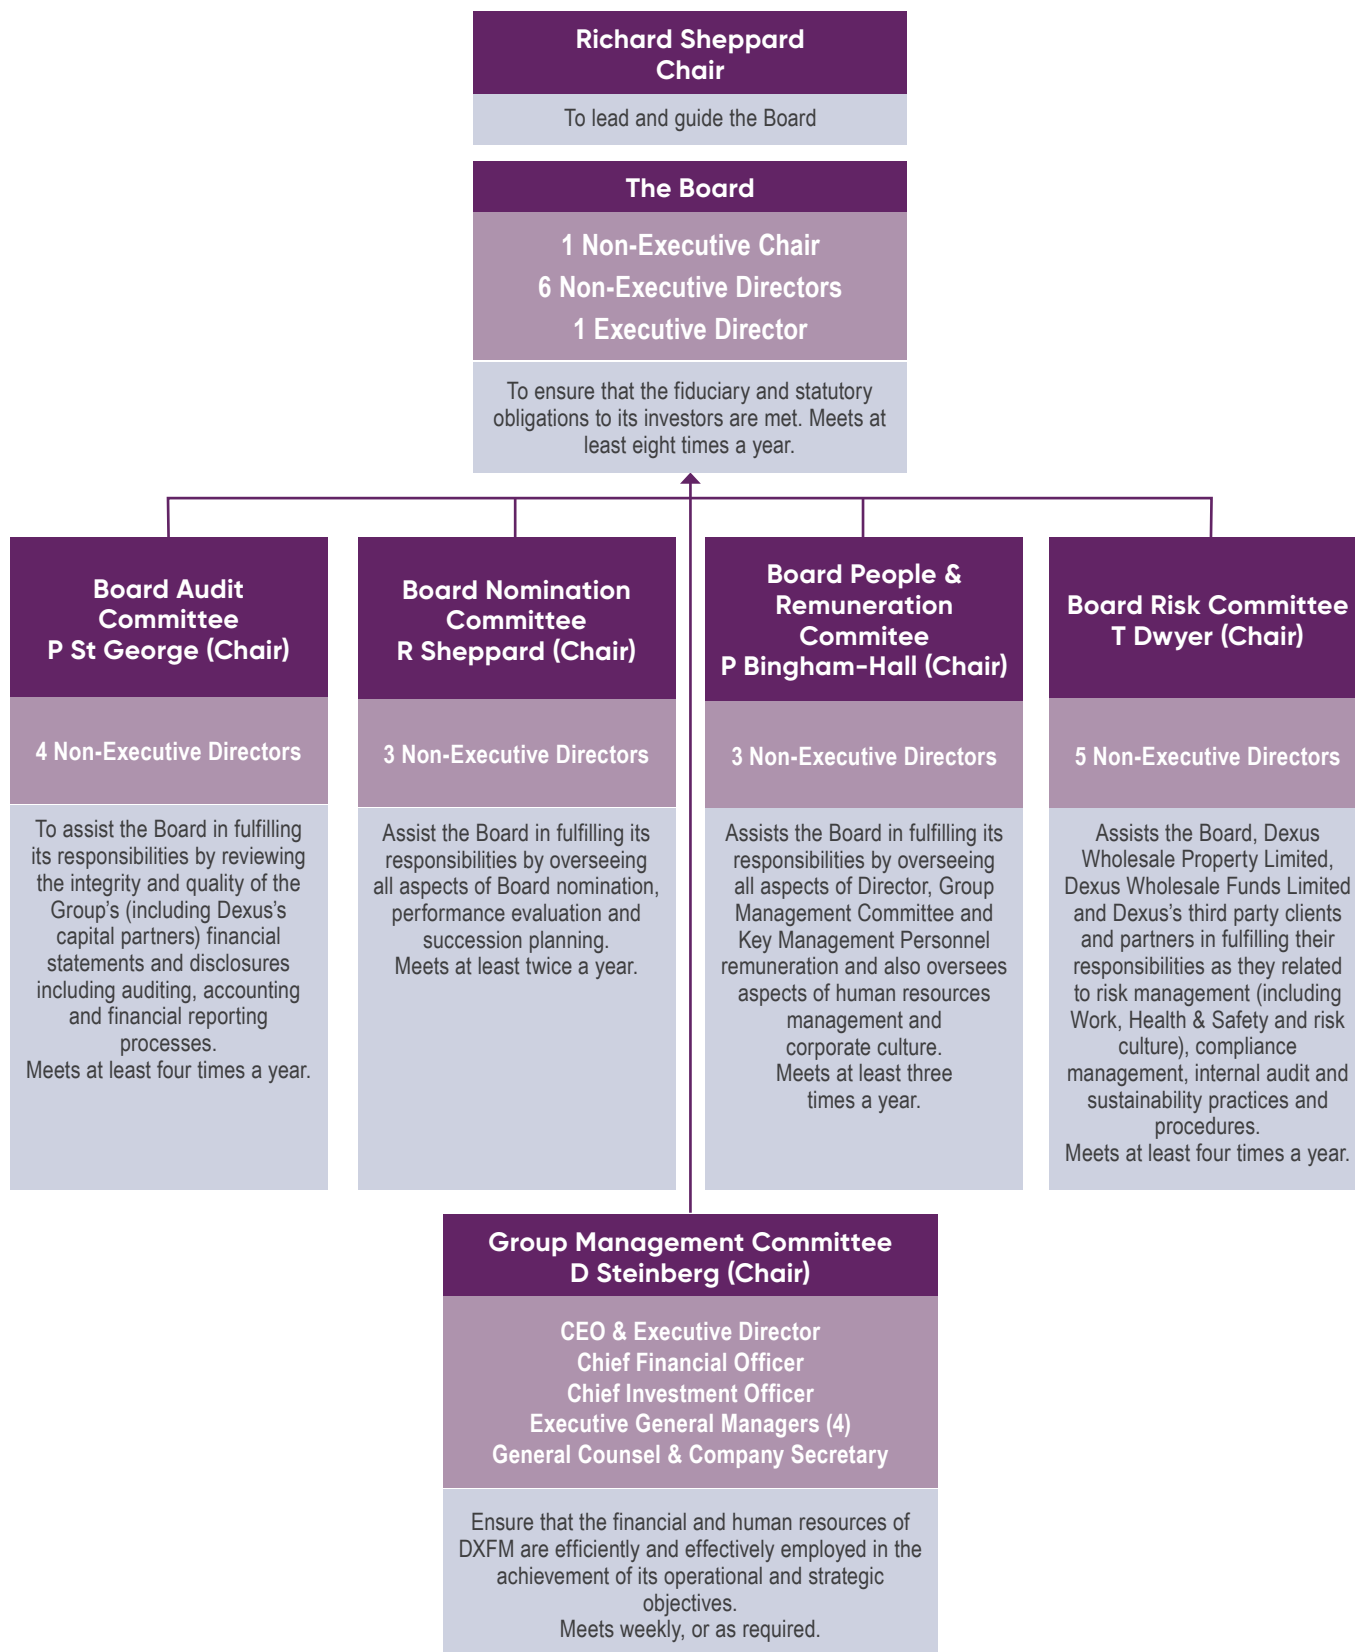 Richard Sheppard
Chair
To lead and guide the Board
The Board
1 Non-Executive Chair
6 Non-Executive Directors
1 Executive Director
To ensure that the fiduciary and statutory
obligations to its investors are met. Meets at
least eight times a year.
Board Audit
Committee
P St George (Chair)
4 Non-Executive Directors
To assist the Board in fulfilling
its responsibilities by reviewing
the integrity and quality of the
Group's (including Dexus's
capital partners) financial
statements and disclosures
including auditing, accounting
and financial reporting
processes.
Meets at least four times a year.
Board Nomination
Committee
R Sheppard (Chair)
3 Non-Executive Directors
Assist the Board in fulfilling its
responsibilities by overseeing
all aspects of Board nomination,
performance evaluation and
succession planning.
Meets at least twice a year.
Board People &
Remuneration
Commitee
P Bingham-Hall (Chair)
3 Non-Executive Directors
Assists the Board in fulfilling its
responsibilities by overseeing
all aspects of Director, Group
Management Committee and
Key Management Personnel
remuneration and also oversees
aspects of human resources
management and
corporate culture.
Meets at least three
times a year.
Board Risk Committee
T Dwyer (Chair)
5 Non-Executive Directors
Assists the Board, Dexus
Wholesale Property Limited,
Dexus Wholesale Funds Limited
and Dexus's third party clients
and partners in fulfilling their
responsibilities as they related
to risk management (including
Work, Health & Safety and risk
culture), compliance
management, internal audit and
sustainability practices and
procedures.
Meets at least four times a year.
Group Management Committee
D Steinberg (Chair)
CEO & Executive Director
Chief Financial Officer
Chief Investment Officer
Executive General Managers (4)
General Counsel & Company Secretary
Ensure that the financial and human resources of
DXFM are efficiently and effectively employed in the
achievement of its operational and strategic
objectives.
Meets weekly, or as required.